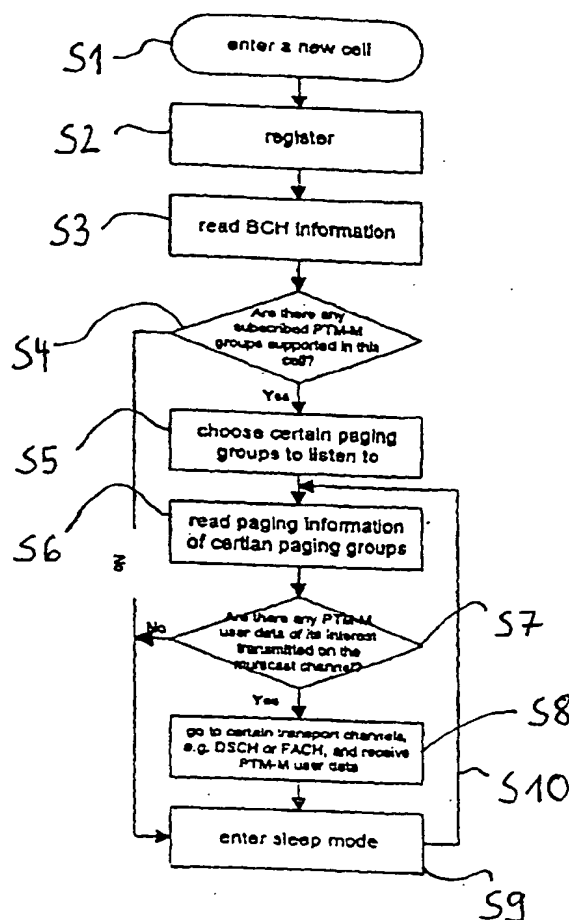 S1
enter a new cell
S2
register
S3
read BCH information
S4
Are there any
subscribed PTM-M
groups supported in this
cell?
Yes
S5
choose certain paging
groups to listen to
S6
read paging information
of certian paging groups
No
No
Are there any PTM-M
user data of its interest
transmitted on the
multicast channel?
S7
Yes
S8
go to certain transport channels,
e.g. DSCH or FACH, and receive
PTM-M user data
S10
enter sleep mode
S9